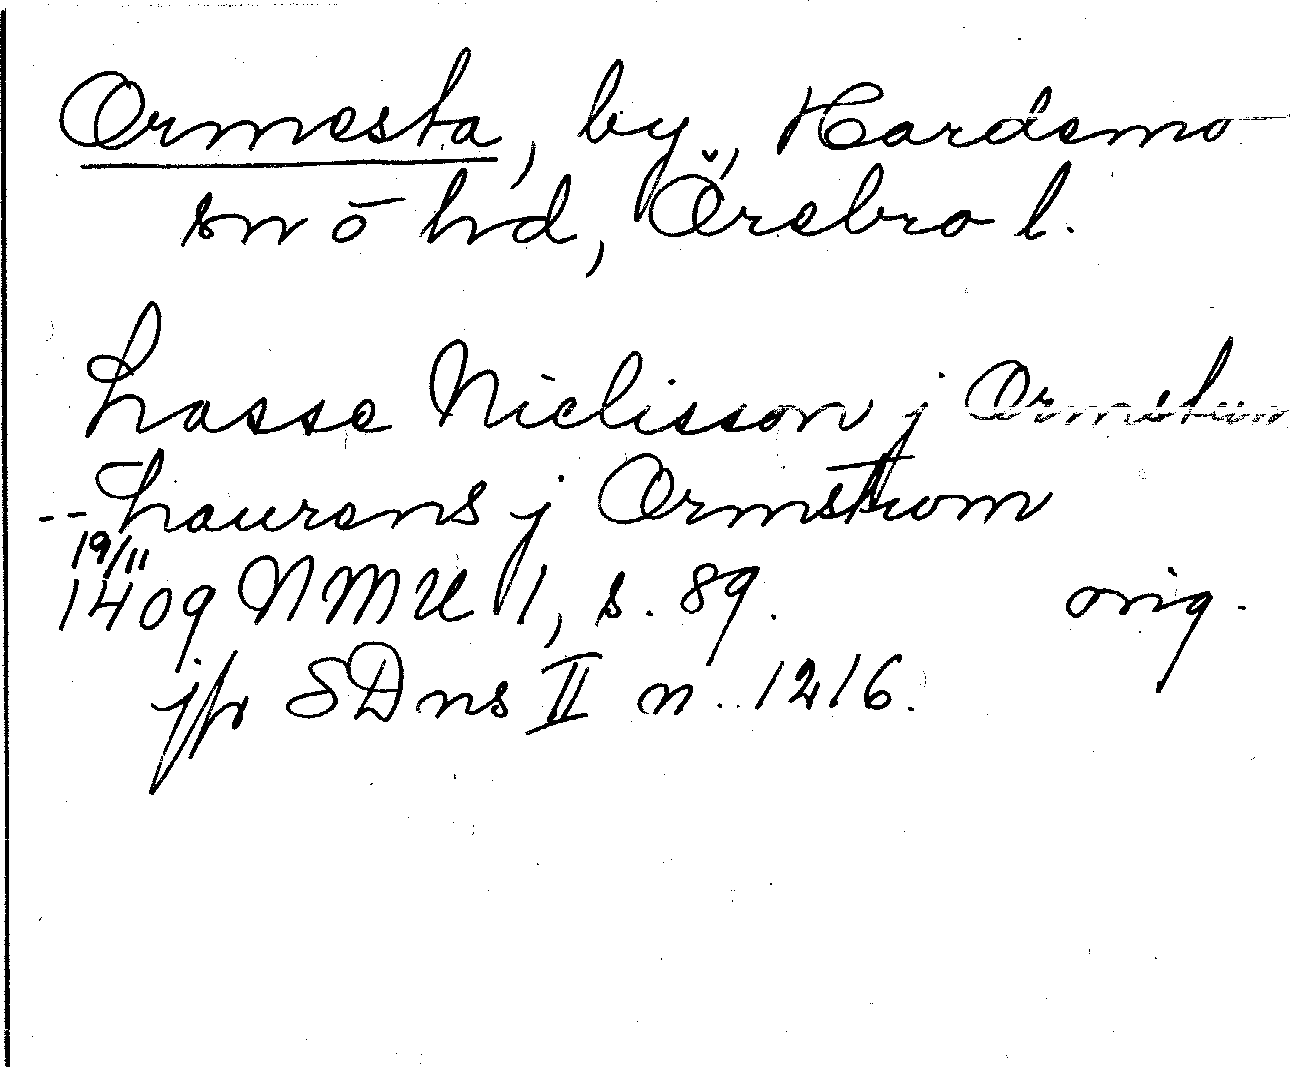 Ormesta, by, Hardemo
sn o hd, Örebro l.
Lasse Niclisson j
-- Laurens j Ormstom
19/11
1409 NMU 1, s. 89. orig.
jfr SDns II n. 1216.